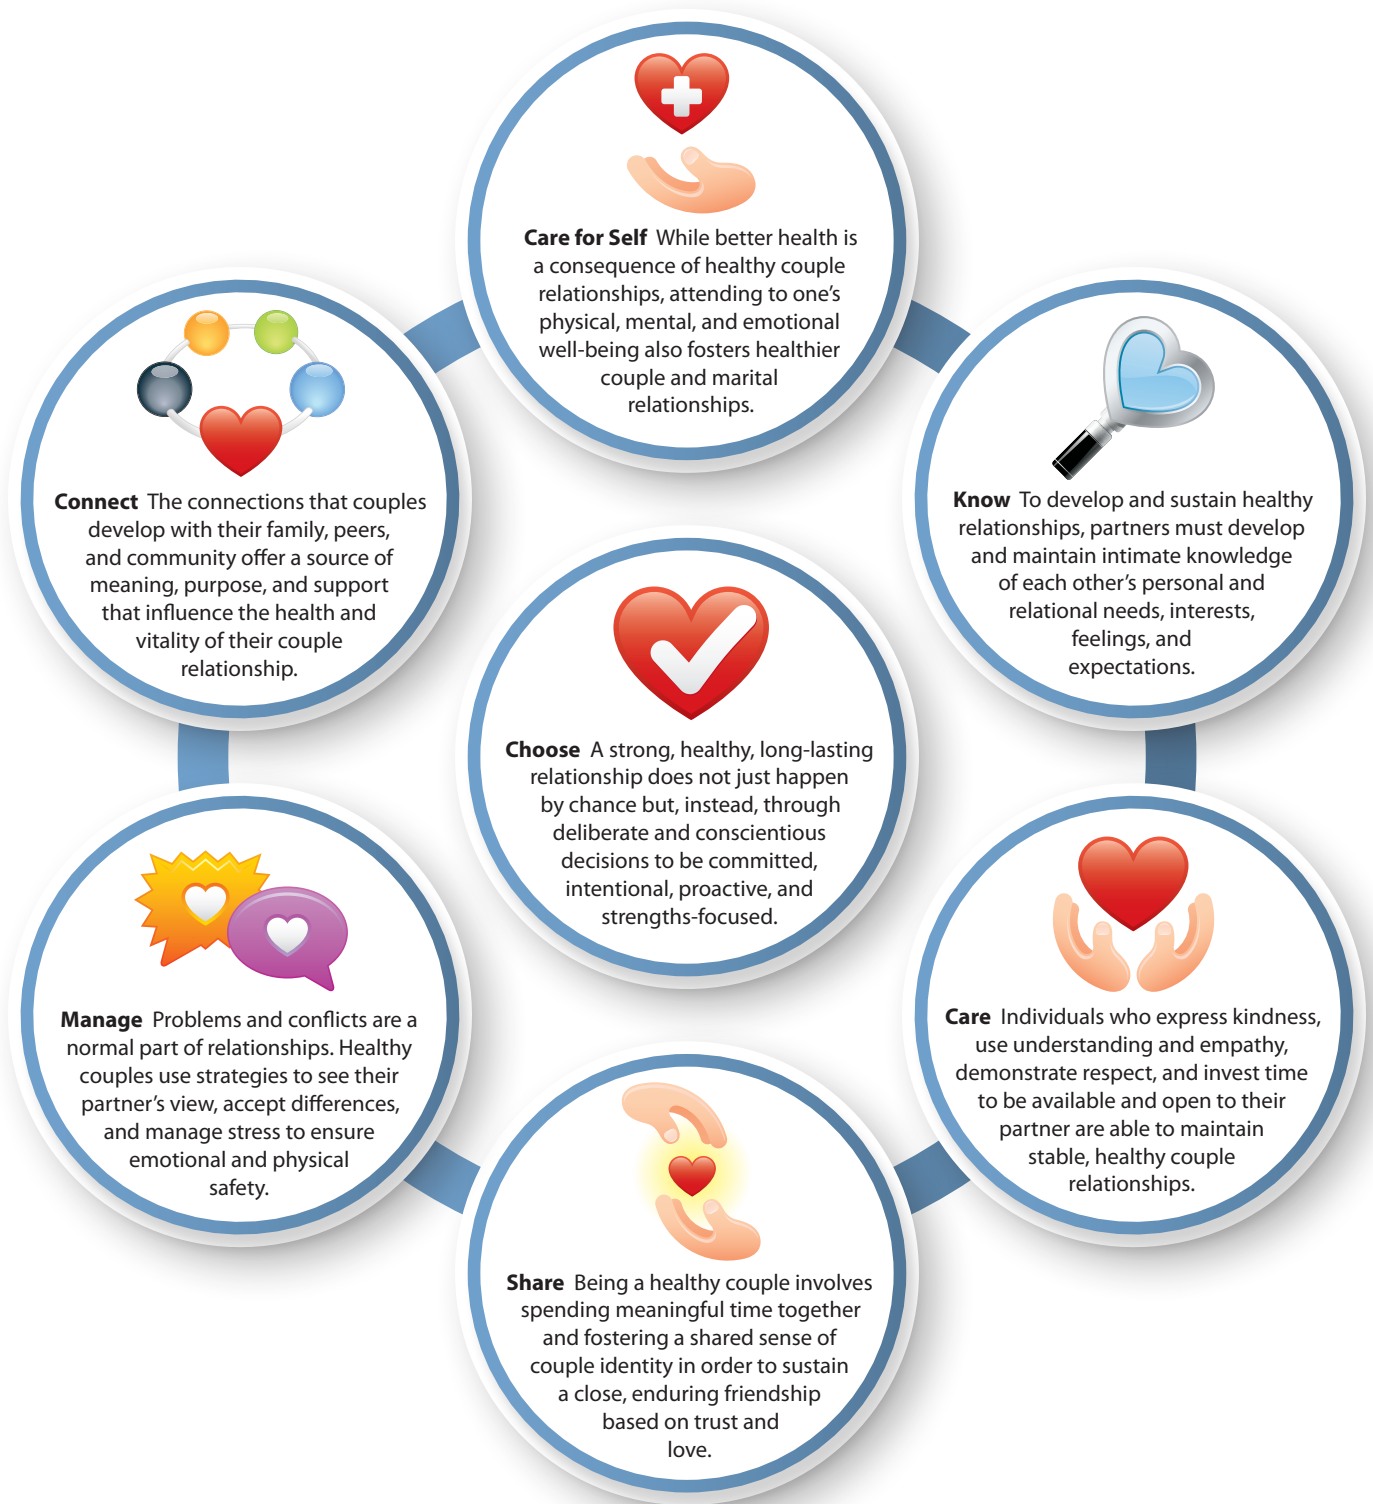 Care for Self While better health is
a consequence of healthy couple
relationships, attending to one’s
physical, mental, and emotional
well-being also fosters healthier
couple and marital
relationships.
Connect The connections that couples
develop with their family, peers,
and community offer a source of
meaning, purpose, and support
that influence the health and
vitality of their couple
relationship.
Know To develop and sustain healthy
relationships, partners must develop
and maintain intimate knowledge
of each other’s personal and
relational needs, interests,
feelings, and
expectations.
Choose A strong, healthy, long-lasting
relationship does not just happen
by chance but, instead, through
deliberate and conscientious
decisions to be committed,
intentional, proactive, and
strengths-focused.
Manage Problems and conflicts are a
normal part of relationships. Healthy
couples use strategies to see their
partner’s view, accept differences,
and manage stress to ensure
emotional and physical
safety.
Care Individuals who express kindness,
use understanding and empathy,
demonstrate respect, and invest time
to be available and open to their
partner are able to maintain
stable, healthy couple
relationships.
Share Being a healthy couple involves
spending meaningful time together
and fostering a shared sense of
couple identity in order to sustain
a close, enduring friendship
based on trust and
love.